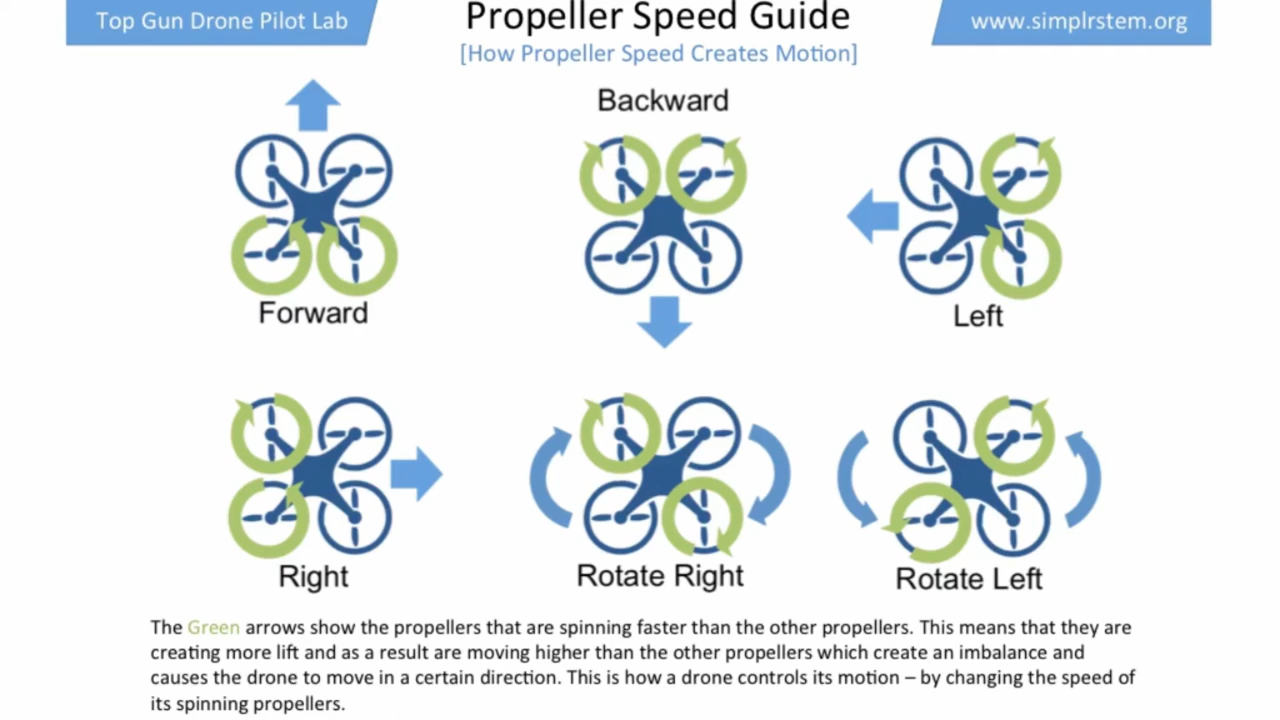 Top Gun Drone Pilot Lab
Propeller Speed Guide
www.simplrstem.org
[How Propeller Speed Creates Motion]
Backward
Forward
Left
Right
Rotate Right
Rotate Left
The Green arrows show the propellers that are spinning faster than the other propellers. This means that they are
creating more lift and as a result are moving higher than the other propellers which create an imbalance and
causes the drone to move in a certain direction. This is how a drone controls its motion – by changing the speed of
its spinning propellers.